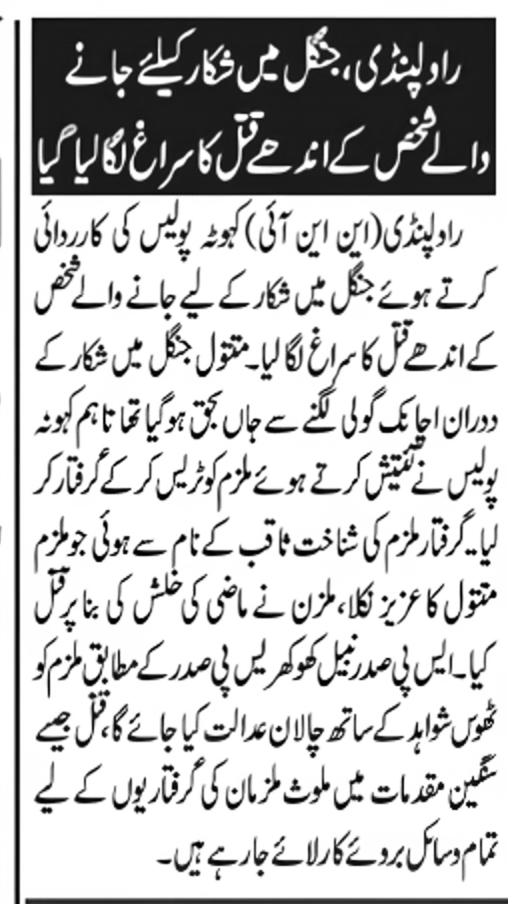 راولپنڈی، جنگل میں شکار کیلئے جانے
والے شخص کے اندھے قتل کا سراغ لگا لیا گیا
راولپنڈی (این این آئی) کہوٹہ پولیس کی کارردائی
کرتے ہوئے جنگل میں شکار کے لیے جانے والے شخص
کے اندھے قتل کا سراغ لگا لیا۔ مقتول جنگل میں شکار کے
دوران اچانک گولی لگنے سے جاں بحق ہو گیا تھا تاہم کہوٹہ
پولیس نے تفتیش کرتے ہوئے ملزم کو ٹریس کر کے گرفتار کر
لیا۔۔ گرفتار ملزم کی شناخت ثاقب کے نام سے ہوئی جو ملزم
مقتول کا عزیز نکلا، ملزن نے ماضی کی خلش کی بنا پر قتل
کیا۔ ایس پی صدر نبیل کھوکھر یس پی صدر کے مطابق ملزم کو
ٹھوس شواہد کے ساتھ چالان عدالت کیا جائے گا، قتل جیسے
سنگین مقدمات میں ملوث ملزمان کی گرفتاریوں کے لیے
تمام وسائل بروئے کار لائے جا رہے ہیں۔